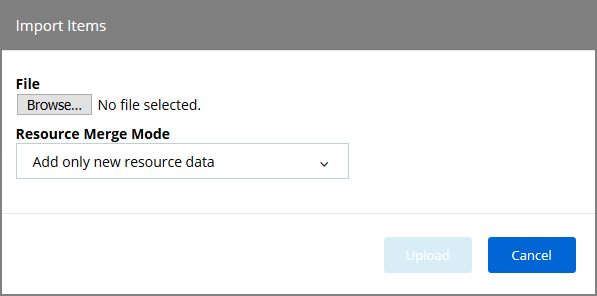 Import Items
File
Browse... No file selected.
Resource Merge Mode
Add only new resource data
Upload Cancel